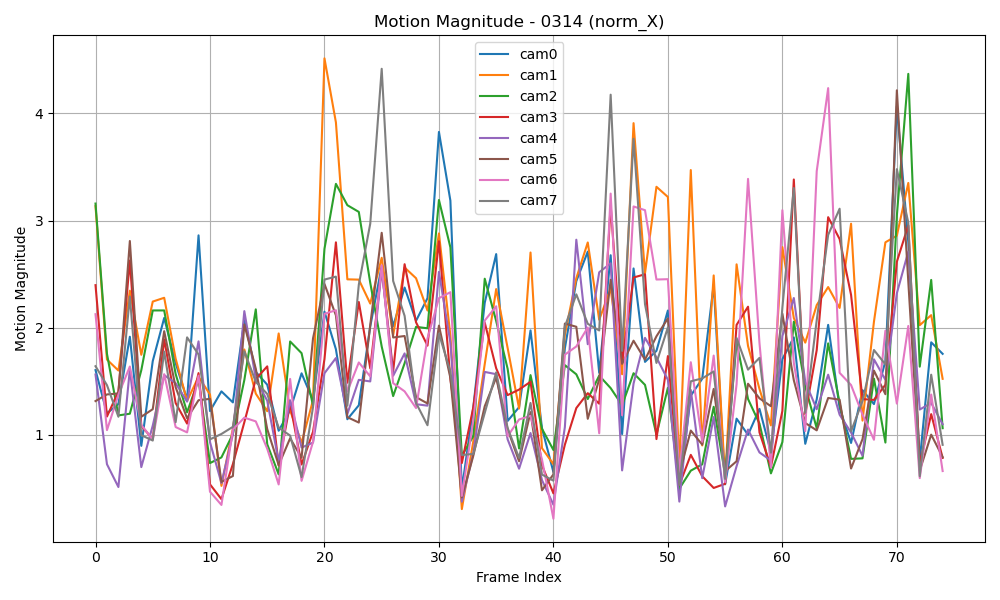 Motion Magnitude - 0314 (norm_X)
cam0
cam1
cam2
cam3
cam4
cam5
cam6
cam7
Motion Magnitude
4
3
2
1
0 10 20 30 40 50 60 70
Frame Index